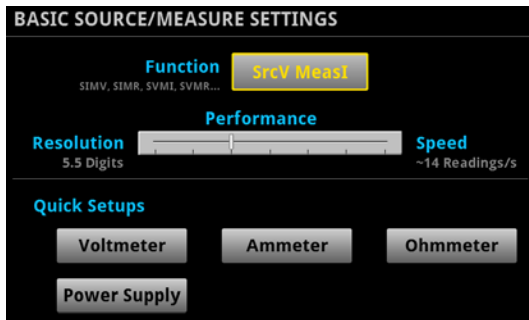 BASIC SOURCE/MEASURE SETTINGS
Function
SIMV, SIMR, SVMI, SVMR...
SrcV MeasI
Performance
Resolution
5.5 Digits
Speed
~14 Readings/s
Quick Setups
Voltmeter
Ammeter
Ohmmeter
Power Supply